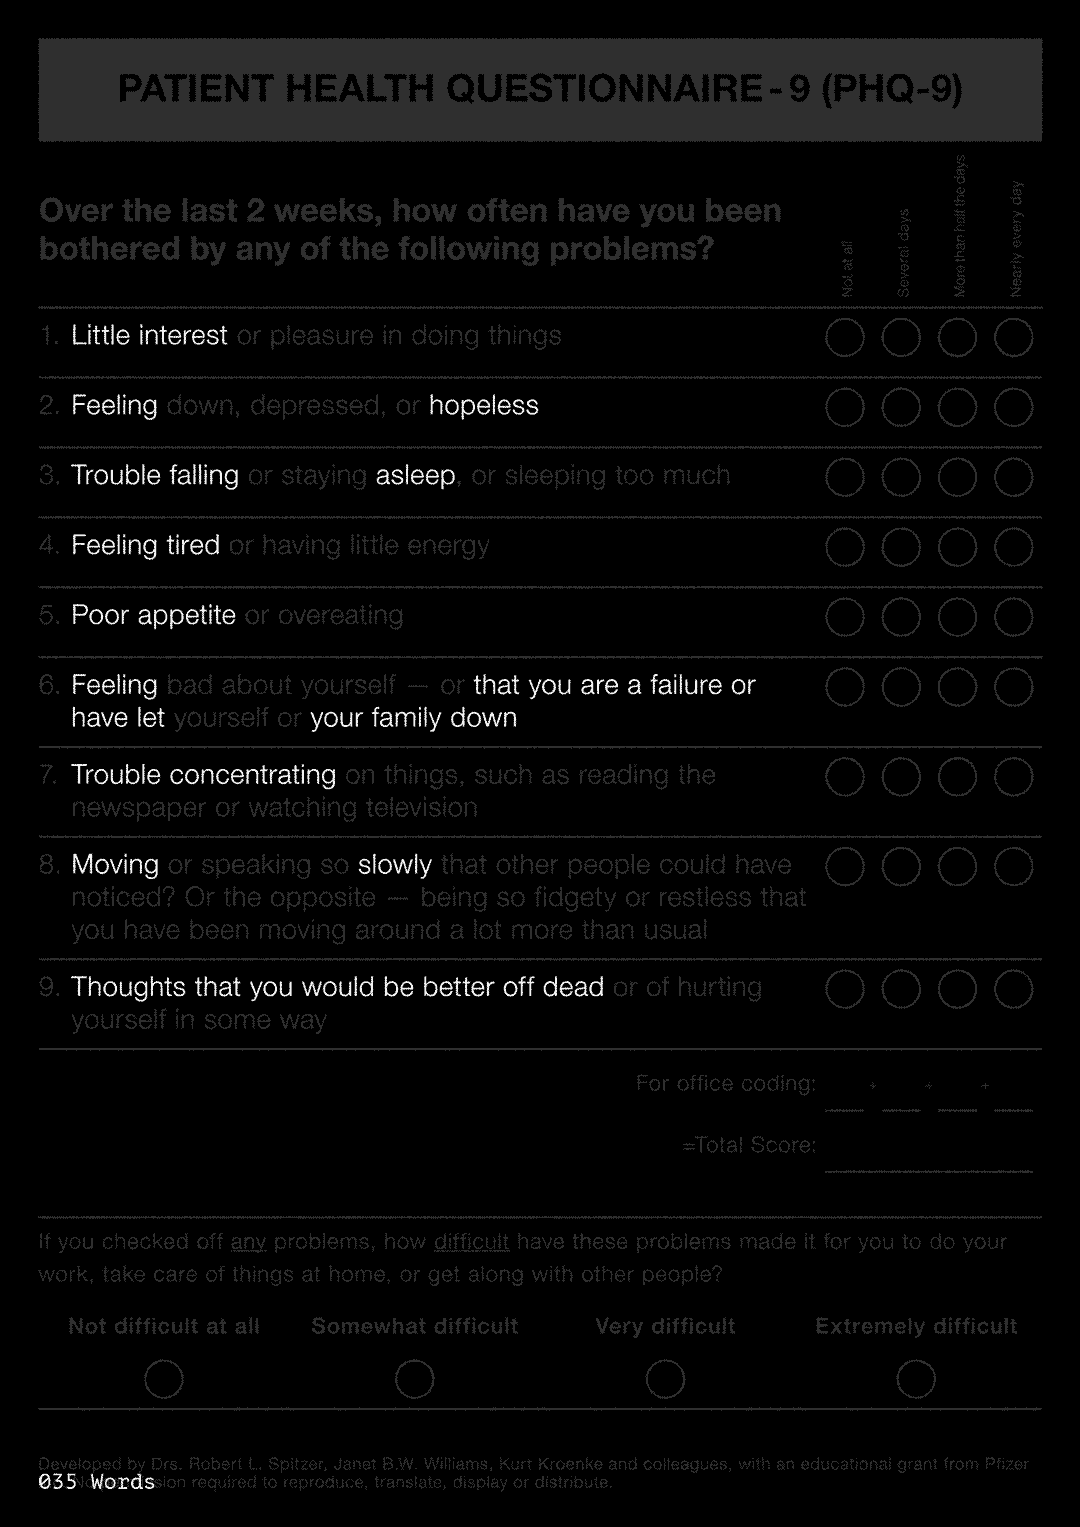 PATIENT HEALTH QUESTIONNAIRE - 9 (PHQ-9)
Over the last 2 weeks, how often have you been
bothered by any of the following problems?
Not at all
Several days
More than half the days
Nearly every day
1. Little interest or pleasure in doing things
2. Feeling down, depressed, or hopeless
3. Trouble falling or staying asleep, or sleeping too much
4. Feeling tired or having little energy
5. Poor appetite or overeating
6. Feeling bad about yourself — or that you are a failure or
have let yourself or your family down
7. Trouble concentrating on things, such as reading the
newspaper or watching television
8. Moving or speaking so slowly that other people could have
noticed? Or the opposite — being so fidgety or restless that
you have been moving around a lot more than usual
9. Thoughts that you would be better off dead or of hurting
yourself in some way
For office coding: + + +
=Total Score:
If you checked off any problems, how difficult have these problems made it for you to do your
work, take care of things at home, or get along with other people?
Not difficult at all Somewhat difficult Very difficult Extremely difficult
Developed by Drs. Robert L. Spitzer, Janet B.W. Williams, Kurt Kroenke and colleagues, with an educational grant from Pfizer
035 Words
required to reproduce, translate, display or distribute.